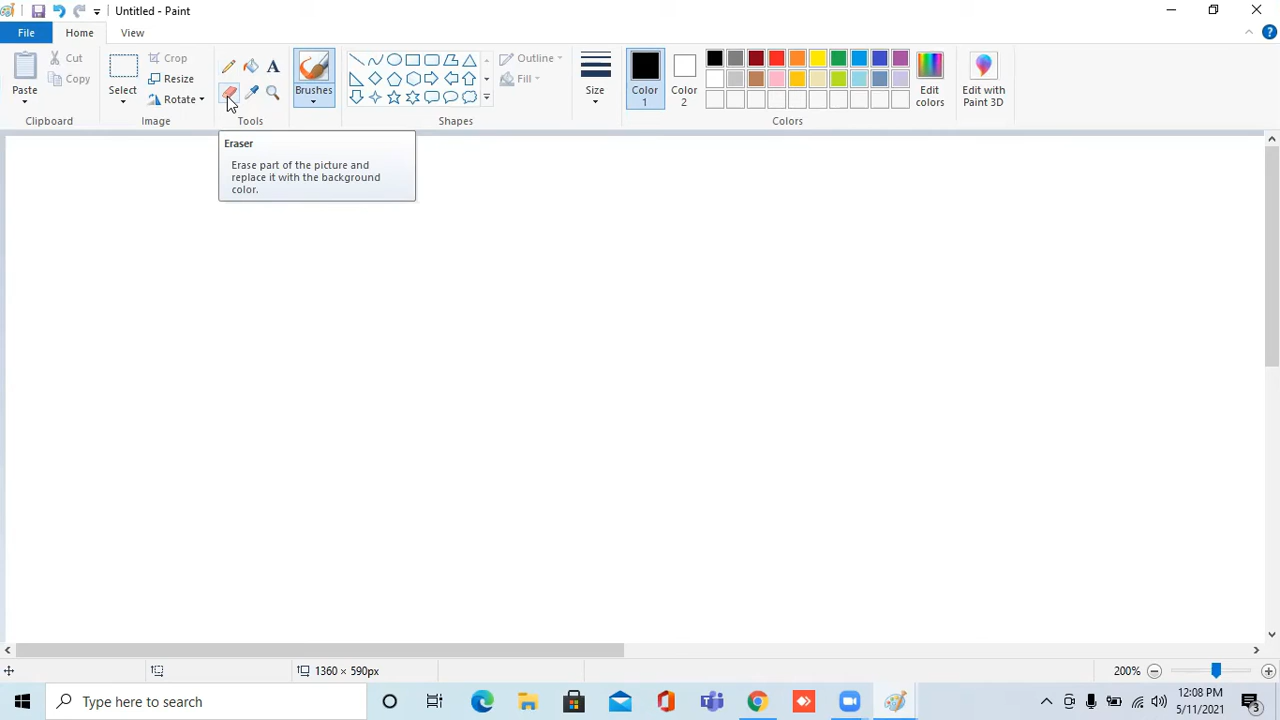 Untitled - Paint
File
Home
View
Paste
Cut
Copy
Clipboard
Select
Crop
Resize
Rotate
Image
A
Tools
Brushes
Shapes
Outline
Fill
Size
Color
1
Color
2
Edit
colors
Colors
Edit with
Paint 3D
Eraser
Erase part of the picture and
replace it with the background
color.
1360 × 590px
200%
Type here to search
12:08 PM
5/11/2021
3